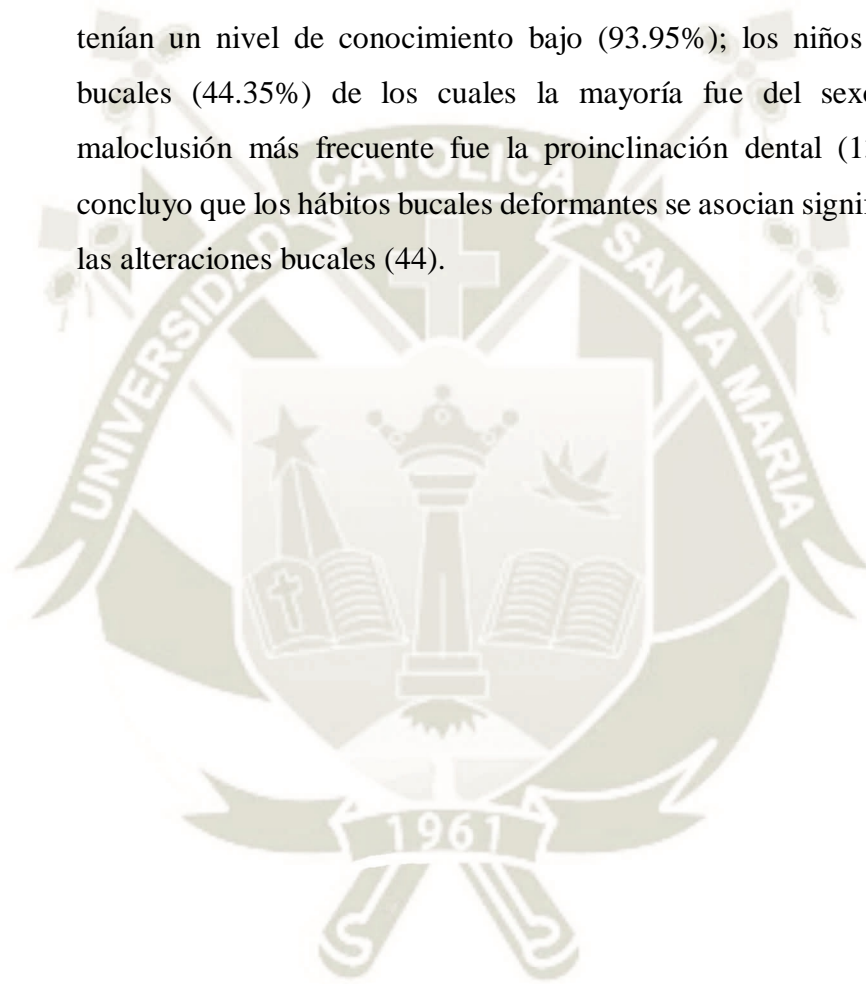 tenían un nivel de conocimiento bajo (93.95%); los niños
bucales (44.35%) de los cuales la mayoría fue del
maloclusión más frecuente fue la proinclinación dental
concluyo que los hábitos bucales deformantes se asocian
las alteraciones bucales (44).
UNIVERSIDAD CATOLICA SANTA MARIA
1961